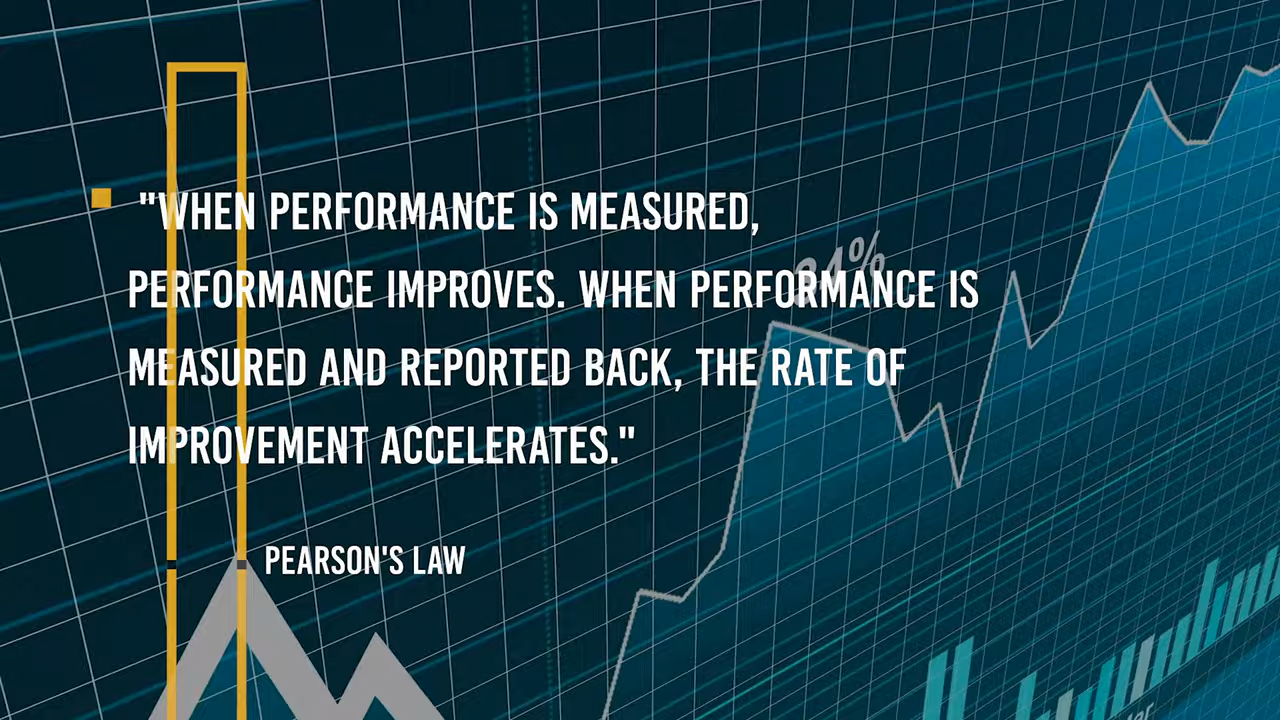 "WHEN PERFORMANCE IS MEASURED,
PERFORMANCE IMPROVES. WHEN PERFORMANCE IS
MEASURED AND REPORTED BACK, THE RATE OF
IMPROVEMENT ACCELERATES."
PEARSON'S LAW